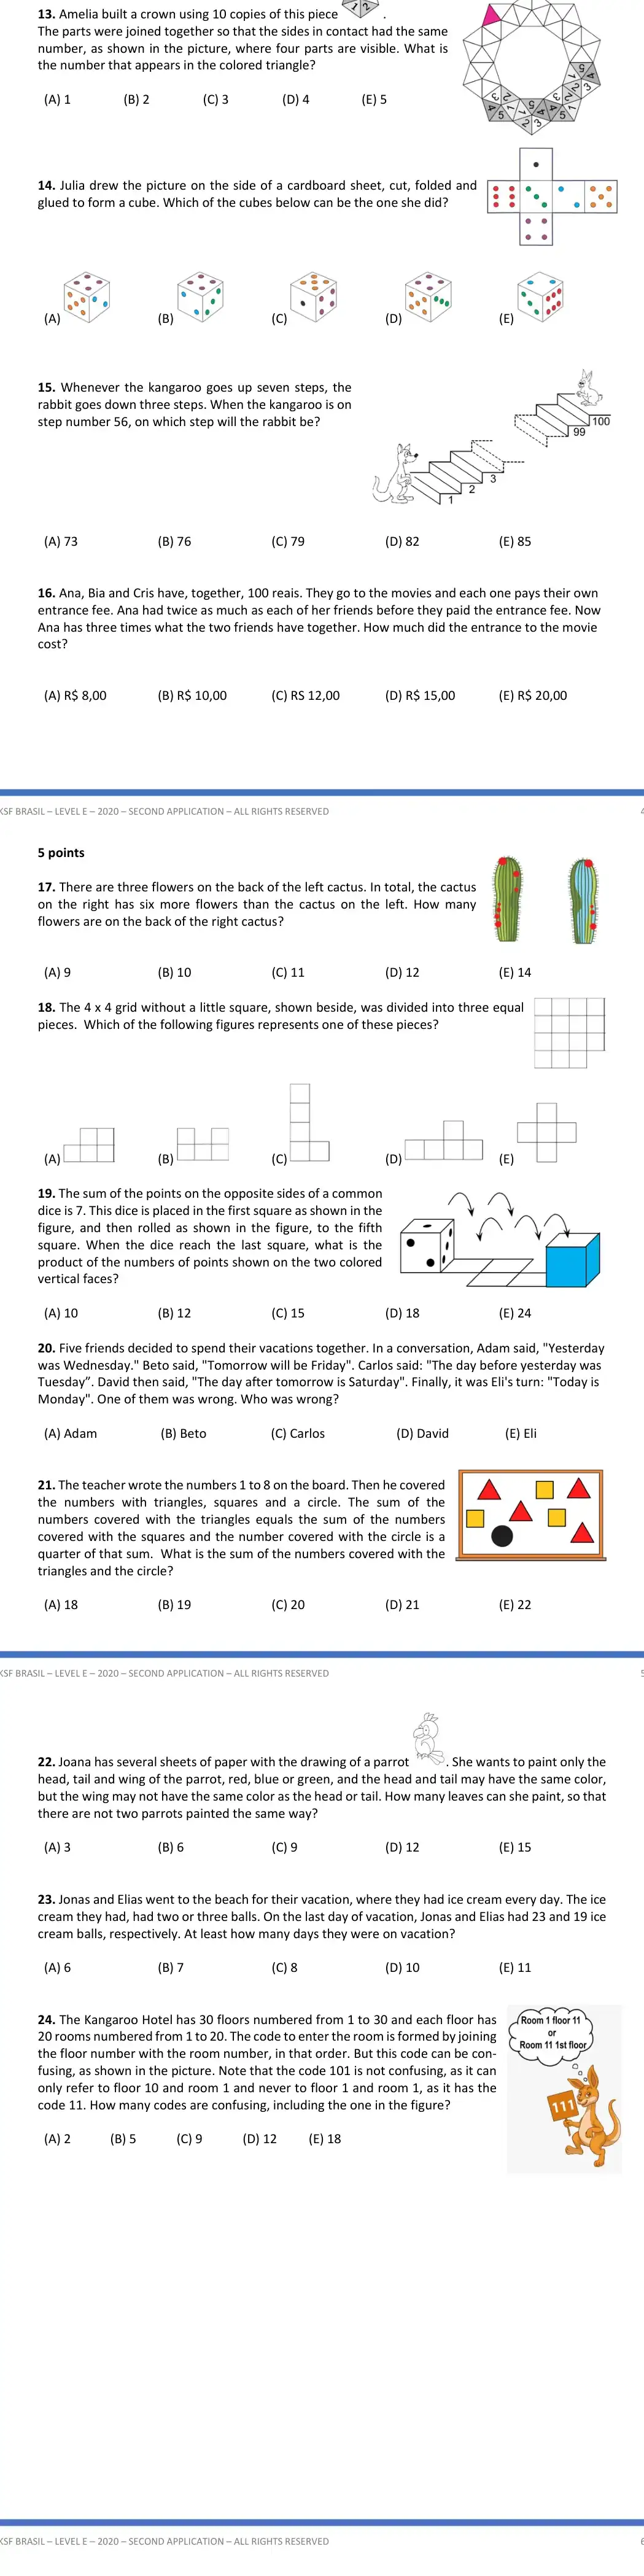 13. Amelia built a crown using 10 copies of this piece .
1 2
The parts were joined together so that the sides in contact had the same
number, as shown in the picture, where four parts are visible. What is
the number that appears in the colored triangle?
(A) 1 (B) 2 (C) 3 (D) 4 (E) 5
14. Julia drew the picture on the side of a cardboard sheet, cut, folded and
glued to form a cube. Which of the cubes below can be the one she did?
(A) (B) (C) (D) (E)
15. Whenever the kangaroo goes up seven steps, the
rabbit goes down three steps. When the kangaroo is on
step number 56, on which step will the rabbit be?
100
99
3
2
1
(A) 73 (B) 76 (C) 79 (D) 82 (E) 85
16. Ana, Bia and Cris have, together, 100 reais. They go to the movies and each one pays their own
entrance fee. Ana had twice as much as each of her friends before they paid the entrance fee. Now
Ana has three times what the two friends have together. How much did the entrance to the movie
cost?
(A) R$ 8,00 (B) R$ 10,00 (C) RS 12,00 (D) R$ 15,00 (E) R$ 20,00
KSF BRASIL – LEVEL E – 2020 – SECOND APPLICATION – ALL RIGHTS RESERVED
5 points
17. There are three flowers on the back of the left cactus. In total, the cactus
on the right has six more flowers than the cactus on the left. How many
flowers are on the back of the right cactus?
(A) 9 (B) 10 (C) 11 (D) 12 (E) 14
18. The 4 x 4 grid without a little square, shown beside, was divided into three equal
pieces. Which of the following figures represents one of these pieces?
(A) (B) (C) (D) (E)
19. The sum of the points on the opposite sides of a common
dice is 7. This dice is placed in the first square as shown in the
figure, and then rolled as shown in the figure, to the fifth
square. When the dice reach the last square, what is the
product of the numbers of points shown on the two colored
vertical faces?
(A) 10 (B) 12 (C) 15 (D) 18 (E) 24
20. Five friends decided to spend their vacations together. In a conversation, Adam said, "Yesterday
was Wednesday." Beto said, "Tomorrow will be Friday". Carlos said: "The day before yesterday was
Tuesday”. David then said, "The day after tomorrow is Saturday". Finally, it was Eli's turn: "Today is
Monday". One of them was wrong. Who was wrong?
(A) Adam (B) Beto (C) Carlos (D) David (E) Eli
21. The teacher wrote the numbers 1 to 8 on the board. Then he covered
the numbers with triangles, squares and a circle. The sum of the
numbers covered with the triangles equals the sum of the numbers
covered with the squares and the number covered with the circle is a
quarter of that sum. What is the sum of the numbers covered with the
triangles and the circle?
(A) 18 (B) 19 (C) 20 (D) 21 (E) 22
KSF BRASIL – LEVEL E – 2020 – SECOND APPLICATION – ALL RIGHTS RESERVED
22. Joana has several sheets of paper with the drawing of a parrot . She wants to paint only the
head, tail and wing of the parrot, red, blue or green, and the head and tail may have the same color,
but the wing may not have the same color as the head or tail. How many leaves can she paint, so that
there are not two parrots painted the same way?
(A) 3 (B) 6 (C) 9 (D) 12 (E) 15
23. Jonas and Elias went to the beach for their vacation, where they had ice cream every day. The ice
cream they had, had two or three balls. On the last day of vacation, Jonas and Elias had 23 and 19 ice
cream balls, respectively. At least how many days they were on vacation?
(A) 6 (B) 7 (C) 8 (D) 10 (E) 11
24. The Kangaroo Hotel has 30 floors numbered from 1 to 30 and each floor has
20 rooms numbered from 1 to 20. The code to enter the room is formed by joining
the floor number with the room number, in that order. But this code can be con-
fusing, as shown in the picture. Note that the code 101 is not confusing, as it can
only refer to floor 10 and room 1 and never to floor 1 and room 1, as it has the
code 11. How many codes are confusing, including the one in the figure?
Room 1 floor 11
or
Room 11 1st floor
111
(A) 2 (B) 5 (C) 9 (D) 12 (E) 18
KSF BRASIL – LEVEL E – 2020 – SECOND APPLICATION – ALL RIGHTS RESERVED